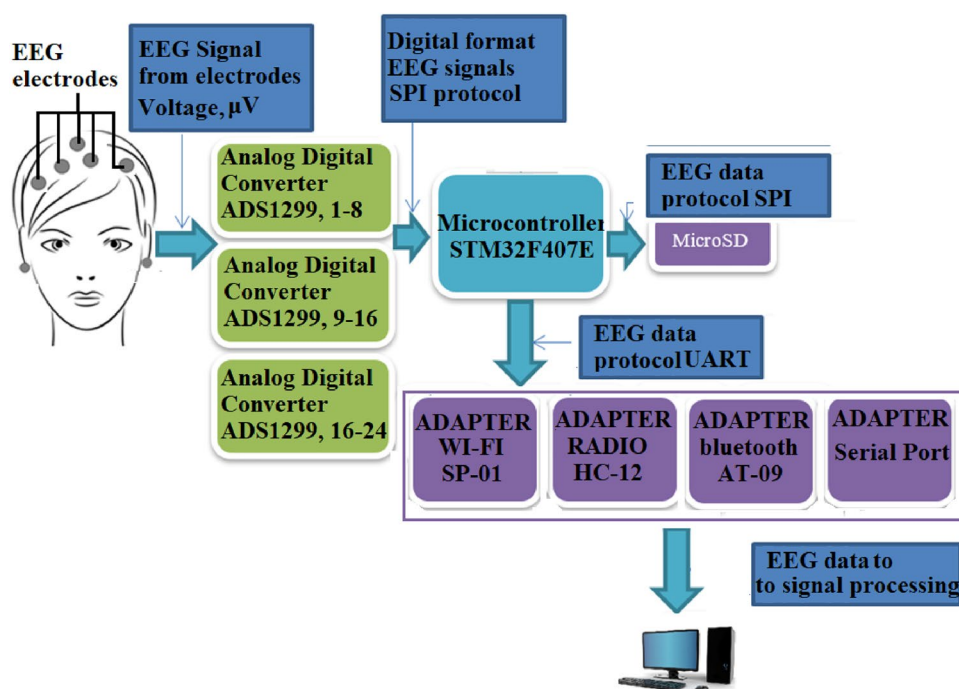 EEG
electrodes
EEG Signal
from electrodes
Voltage, µV
Digital format
EEG signals
SPI protocol
Analog Digital
Converter
ADS1299, 1-8
Analog Digital
Converter
ADS1299, 9-16
Analog Digital
Converter
ADS1299, 16-24
Microcontroller
STM32F407E
EEG data
protocol SPI
MicroSD
EEG data
protocol UART
ADAPTER
WI-FI
SP-01
ADAPTER
RADIO
HC-12
ADAPTER
bluetooth
AT-09
ADAPTER
Serial Port
EEG data to
to signal processing